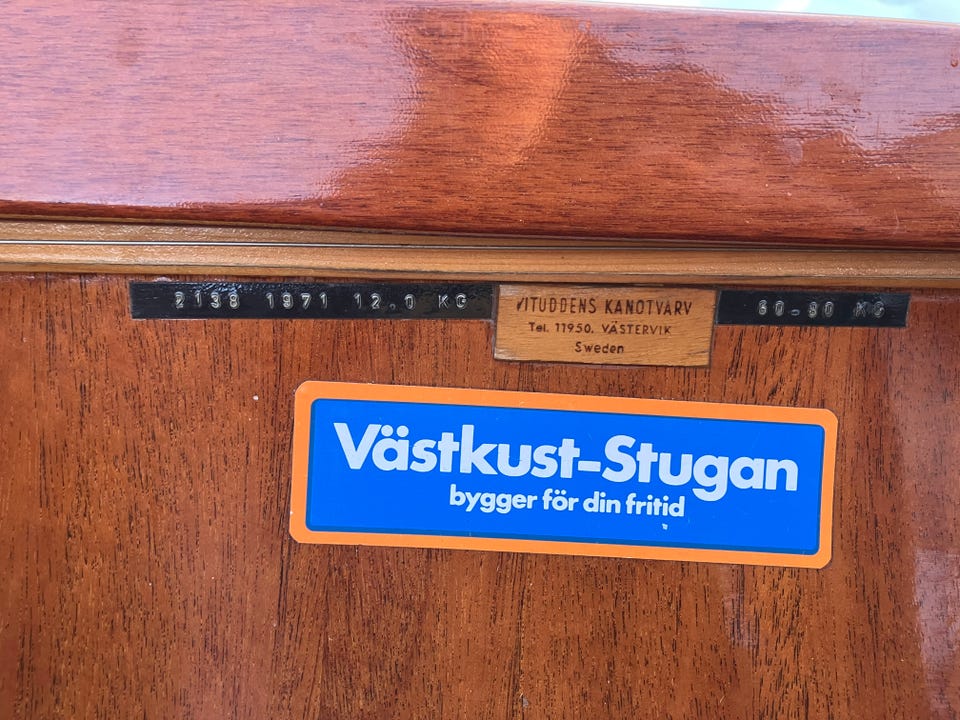 2138 1971 12.0 KG
VITUDDENS KANOTVARV
Tel. 11950. VÄSTERVIK
Sweden
60-80 KG
Västkust-Stugan
bygger för din fritid